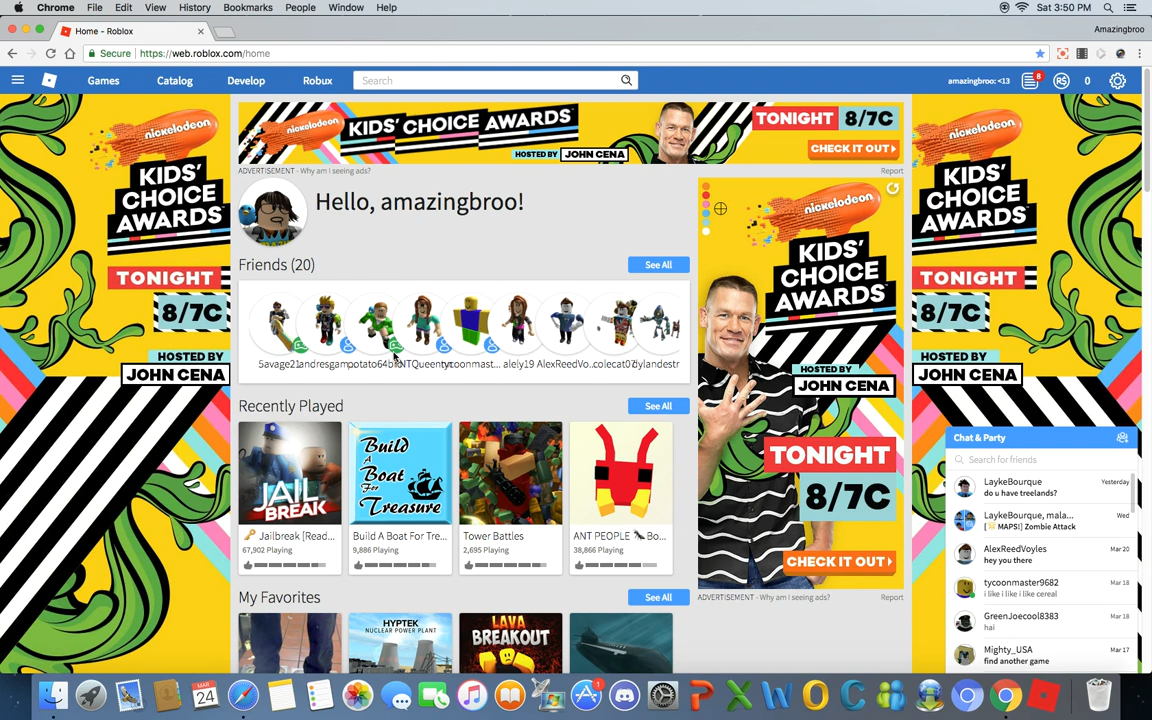 Chrome File Edit View History Bookmarks People Window Help
Sat 3:50 PM
Home - Roblox
Amazingbroo
Secure https://web.roblox.com/home
Games Catalog Develop Robux Search
amazingbroo: <13 8 R$ 0
nickelodeon KIDS' CHOICE AWARDS HOSTED BY JOHN CENA TONIGHT 8/7C CHECK IT OUT
ADVERTISEMENT - Why am I seeing ads? Report
nickelodeon
KIDS'
CHOICE
AWARDS
TONIGHT
8/7C
HOSTED BY
JOHN CENA
Hello, amazingbroo!
Friends (20) See All
5avage21 andresgam alely19 AlexReedVo... colecat07 dylandestr
Recently Played See All
JAIL BREAK
Build A Boat For Treasure
Jailbreak [Read...
67,902 Playing
Build A Boat For Tre...
9,886 Playing
Tower Battles
2,695 Playing
ANT PEOPLE Bo...
38,866 Playing
My Favorites See All
HYPTEK
NUCLEAR POWER PLANT
LAVA
BREAKOUT
nickelodeon
KIDS'
CHOICE
AWARDS
HOSTED BY
JOHN CENA
TONIGHT
8/7C
CHECK IT OUT
ADVERTISEMENT - Why am I seeing ads? Report
nickelodeon
KIDS'
CHOICE
AWARDS
TONIGHT
8/7C
HOSTED BY
JOHN CENA
Chat & Party
Search for friends
LaykeBourque Yesterday
do u have treelands?
LaykeBourque, mala... Wed
[ MAPS!] Zombie Attack
AlexReedVoyles Mar 20
hey you there
tycoonmaster9682 Mar 18
i like i like i like cereal
GreenJoecool8383 Mar 18
hai
Mighty_USA Mar 17
find another game
MAR
24
1
P X W O C